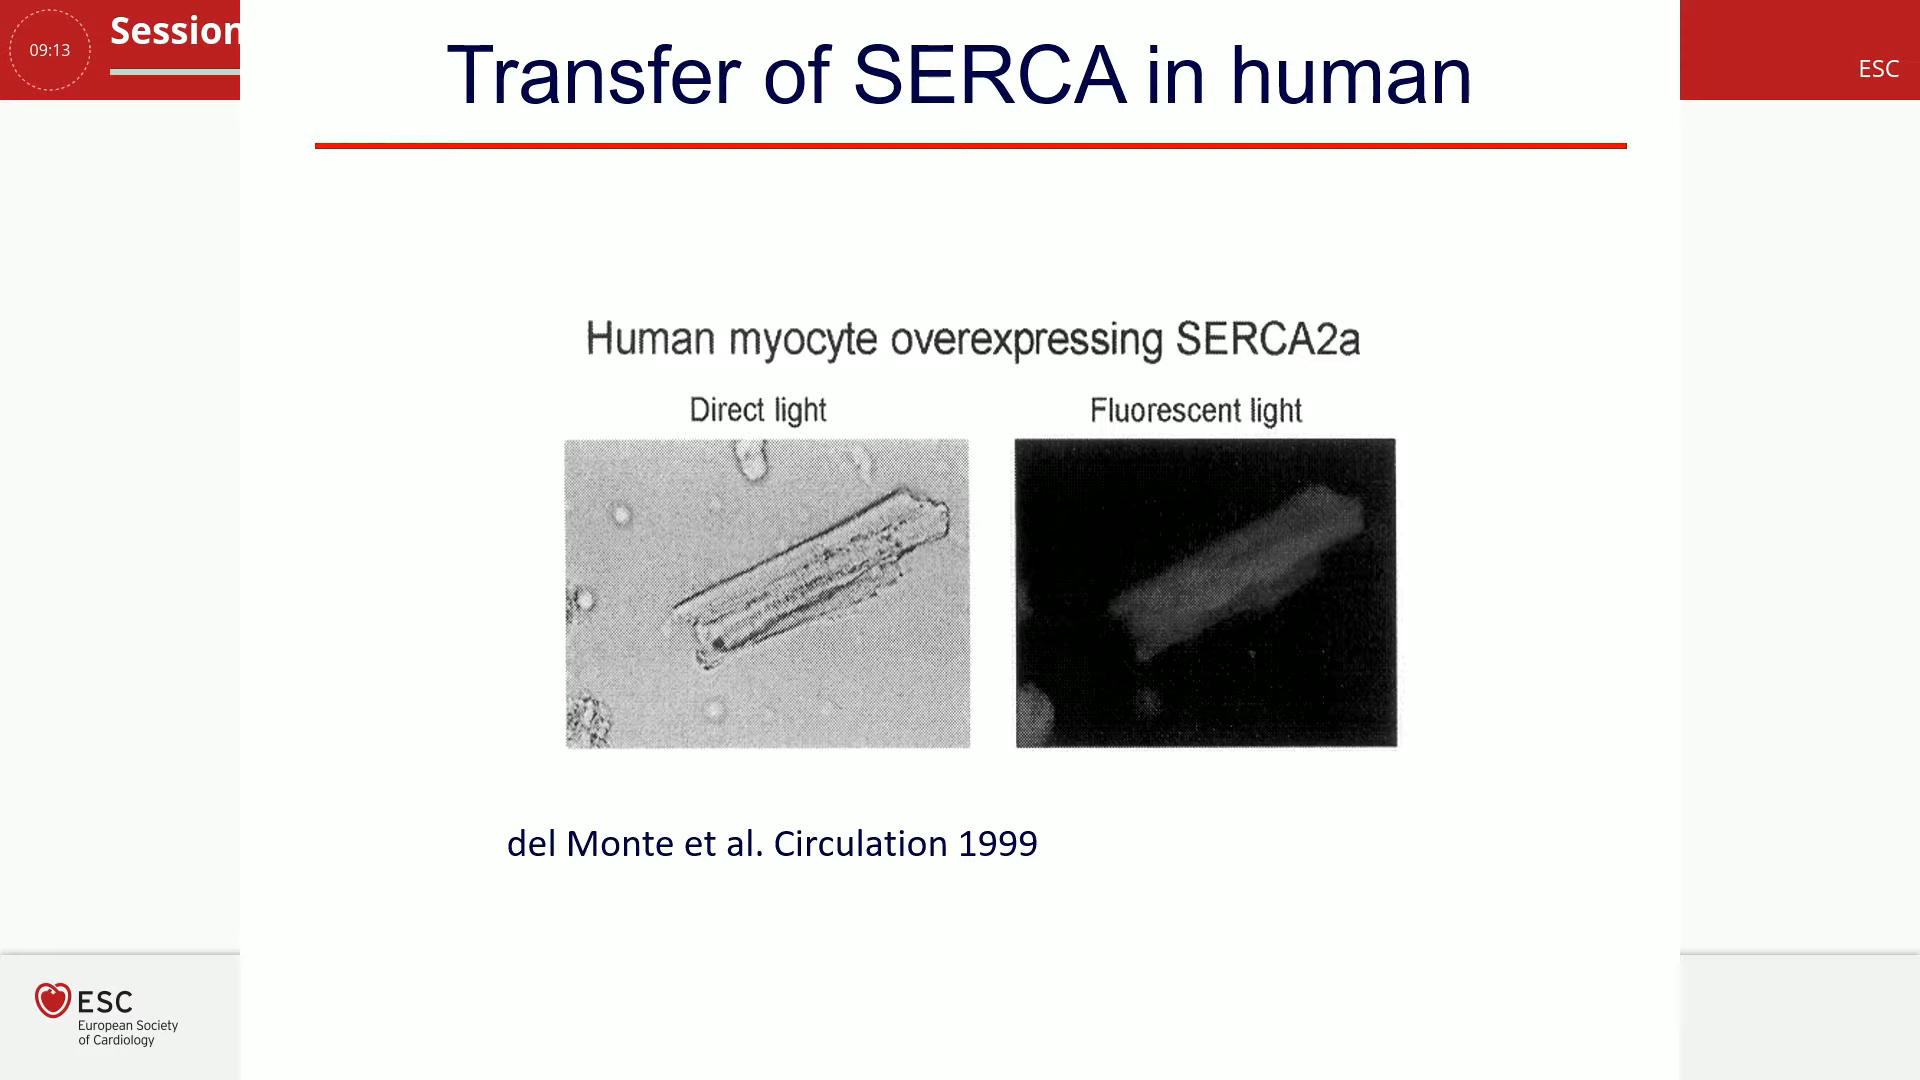 09:13
Session
ESC
Transfer of SERCA in human
Human myocyte overexpressing SERCA2a
Direct light
Fluorescent light
del Monte et al. Circulation 1999
ESC
European Society
of Cardiology